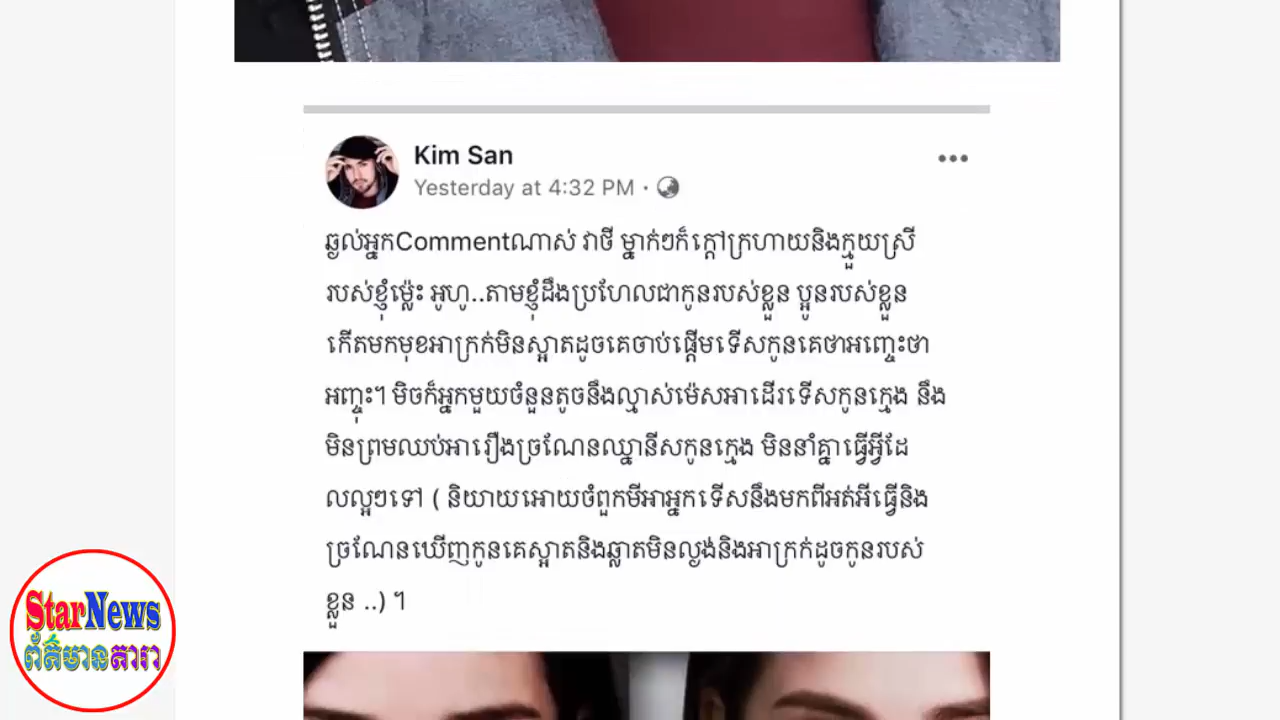 Kim San
Yesterday at 4:32 PM ·
ឆ្ងល់អ្នកCommentណាស់ វាថី ម្នាក់ៗក៏ក្ដៅក្រហាយនិងក្មួយស្រី
របស់ខ្ញុំម៉្លេះ អូហូ..តាមខ្ញុំដឹងប្រហែលជាកូនរបស់ខ្លួន ប្អូនរបស់ខ្លួន
កើតមកមុខអាក្រក់មិនស្អាតដូចគេចាប់ផ្ដើមទើសកូនគេថាអញ្ចេះថា
អញ្ចុះ។ មិចក៏អ្នកមួយចំនួនតូចនឹងល្មាស់ម៉េសអាដើរទើសកូនក្មេង នឹង
មិនព្រមឈប់អារឿងច្រណែនឈ្នានីសកូនក្មេង មិននាំគ្នាធ្វើអ្វីដែ
លល្អៗទៅ ( និយាយអោយចំពួកមីអាអ្នកទើសនឹងមកពីអត់អីធ្វើនិង
ច្រណែនឃើញកូនគេស្អាតនិងឆ្លាតមិនល្ងង់និងអាក្រក់ដូចកូនរបស់
ខ្លួន ..) ។
StarNews
ព័ត៌មានតារា